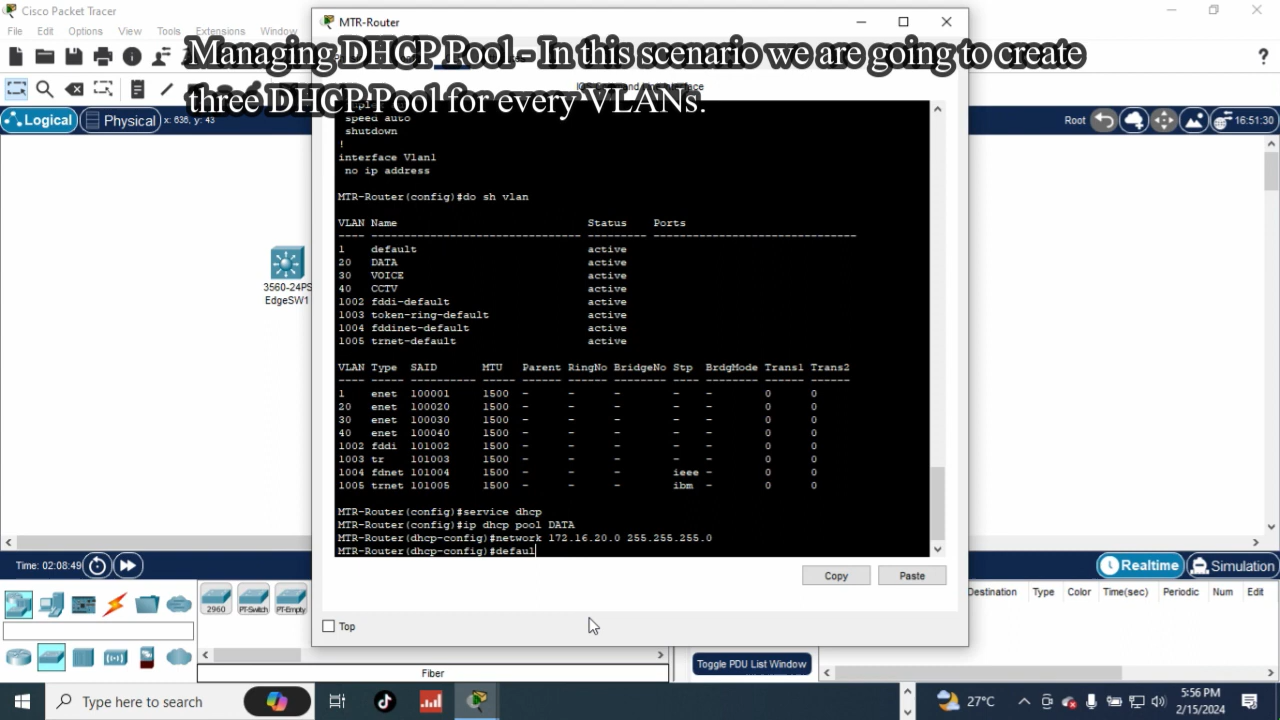 Cisco Packet Tracer
MTR-Router
File Edit Options View Tools Extensions Window
Managing DHCP Pool - In this scenario we are going to create
three DHCP Pool for every VLANs.
Logical Physical x: 636, y: 43
Root 16:51:30
speed auto
shutdown
!
interface Vlan1
no ip address
MTR-Router(config)#do sh vlan
VLAN Name Status Ports
---- -------------------------------- --------- -------------------------------
1 default active
20 DATA active
30 VOICE active
40 CCTV active
1002 fddi-default active
1003 token-ring-default active
1004 fddinet-default active
1005 trnet-default active
VLAN Type SAID MTU Parent RingNo BridgeNo Stp BrdgMode Trans1 Trans2
---- ----- ---------- ----- ------ ------ -------- ---- -------- ------ ------
1 enet 100001 1500 - - - - - 0 0
20 enet 100020 1500 - - - - - 0 0
30 enet 100030 1500 - - - - - 0 0
40 enet 100040 1500 - - - - - 0 0
1002 fddi 101002 1500 - - - - - 0 0
1003 tr 101003 1500 - - - - - 0 0
1004 fdnet 101004 1500 - - - ieee - 0 0
1005 trnet 101005 1500 - - - ibm - 0 0
MTR-Router(config)#service dhcp
MTR-Router(config)#ip dhcp pool DATA
MTR-Router(dhcp-config)#network 172.16.20.0 255.255.255.0
MTR-Router(dhcp-config)#defaul
3560-24PS
EdgeSW1
Copy Paste
Top
Time: 02:08:49
Realtime Simulation
2960 PT-Switch PT-Empty
Destination Type Color Time(sec) Periodic Num Edit
Fiber
Toggle PDU List Window
Type here to search
27°C
5:56 PM
2/15/2024